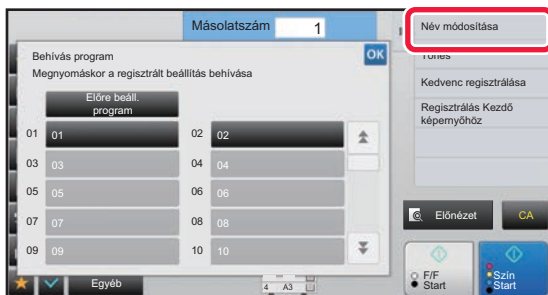 Másolatszám 1
Név módosítása
Behívás program
OK
Megnyomáskor a regisztrált beállítás behívása
Törlés
Kedvenc regisztrálása
Regisztrálás Kezdő
képernyőhöz
Előre beáll.
program
01 01
02 02
03 03
04 04
05 05
06 06
07 07
08 08
09 09
10 10
Előnézet
CA
Egyéb
4 A3
F/F
Start
Szín
Start